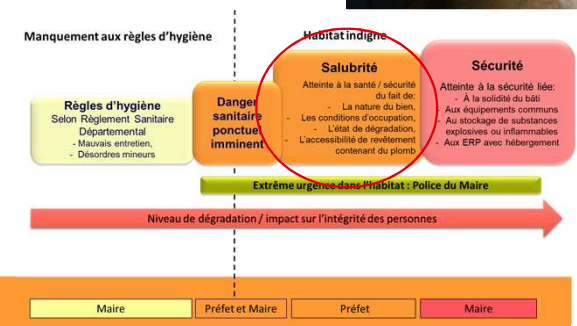 Manquement aux règles d'hygiène
Habitat indigne
Règles d'hygiène
Selon Règlement Sanitaire
Départemental
- Mauvais entretien,
- Désordres mineurs
Danger
sanitaire
ponctuel
imminent
Salubrité
Atteinte à la santé / sécurité
du fait de:
- La nature du bien,
- Les conditions d'occupation,
- L'état de dégradation,
- L'accessibilité de revêtement
contenant du plomb
Sécurité
Atteinte à la sécurité liée:
- À la solidité du bâti
- Aux équipements communs
- Au stockage de substances
explosives ou inflammables
- Aux ERP avec hébergement
Extrême urgence dans l'habitat : Police du Maire
Niveau de dégradation / impact sur l'intégrité des personnes
Maire
Préfet et Maire
Préfet
Maire